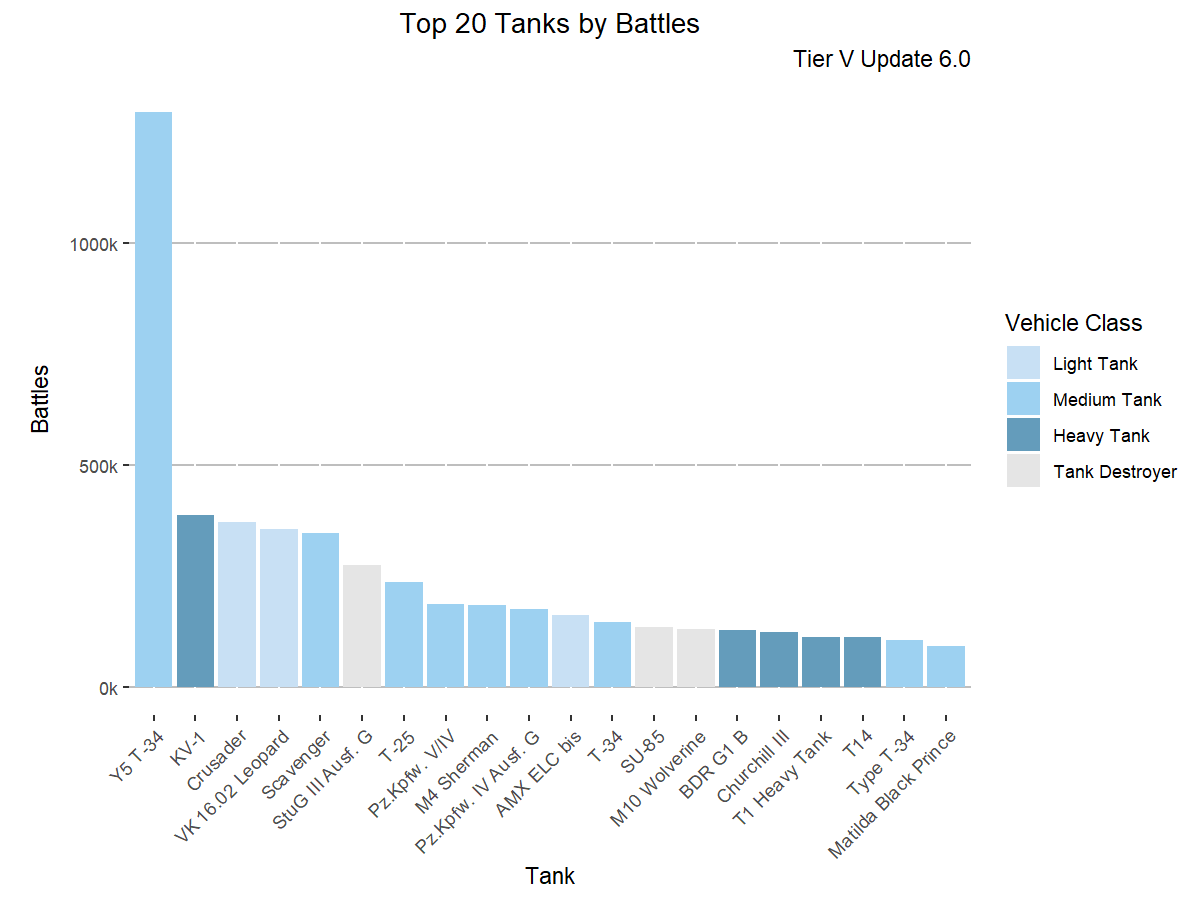 Top 20 Tanks by Battles
Tier V Update 6.0
Battles
1000k
500k
0k
Y5 T-34
KV-1
Crusader
VK 16.02 Leopard
Scavenger
StuG III Ausf. G
T-25
Pz.Kpfw. V/IV
M4 Sherman
Pz.Kpfw. IV Ausf. G
AMX ELC bis
T-34
SU-85
M10 Wolverine
BDR G1 B
Churchill III
T1 Heavy Tank
T14
Type T-34
Matilda Black Prince
Tank
Vehicle Class
Light Tank
Medium Tank
Heavy Tank
Tank Destroyer